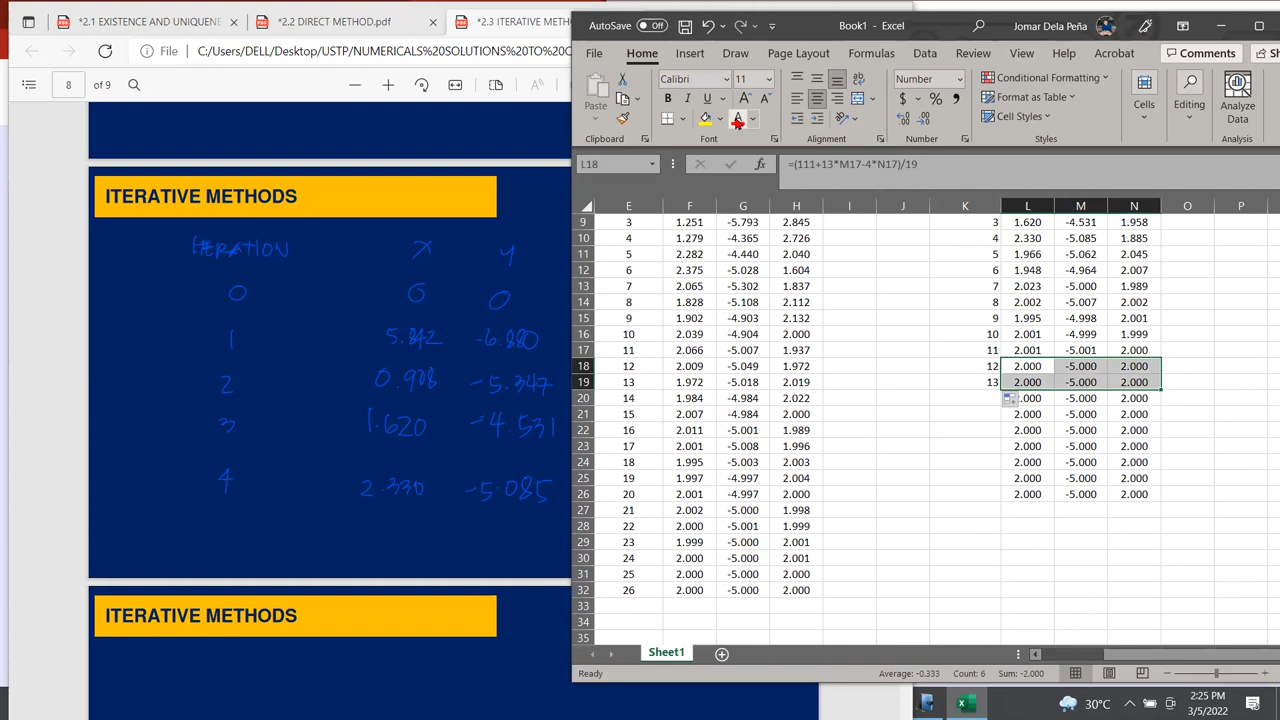 *2.1 EXISTENCE AND UNIQUENE
*2.2 DIRECT METHOD.pdf
*2.3 ITERATIVE METHOD
File
C:/Users/DELL/Desktop/USTP/NUMERICALS%20SOLUTIONS%20TO%20
8 of 9
ITERATIVE METHODS
ITERATION X Y
0 0 0
1 5.842 -6.880
2 0.908 -5.347
3 1.620 -4.531
4 2.330 -5.085
ITERATIVE METHODS
AutoSave Off
Book1 - Excel
Jomar Dela Peña
File Home Insert Draw Page Layout Formulas Data Review View Help Acrobat Comments Sha
Paste
Calibri 11
B I U
Number
Conditional Formatting
Format as Table
Cell Styles
Cells
Editing
Analyze Data
Clipboard Font Alignment Number Styles Analysis
L18 fx =(111+13*M17-4*N17)/19
E F G H I J K L M N O P
9 3 1.251 -5.793 2.845 3 1.620 -4.531 1.958
10 4 1.279 -4.365 2.726 4 2.330 -5.085 1.885
11 5 2.282 -4.440 2.040 5 1.966 -5.062 2.045
12 6 2.375 -5.028 1.604 6 1.948 -4.964 2.007
13 7 2.065 -5.302 1.837 7 2.023 -5.000 1.989
14 8 1.828 -5.108 2.112 8 2.002 -5.007 2.002
15 9 1.902 -4.903 2.132 9 1.995 -4.998 2.001
16 10 2.039 -4.904 2.000 10 2.001 -4.999 1.999
17 11 2.066 -5.007 1.937 11 2.001 -5.001 2.000
18 12 2.009 -5.049 1.972 12 2.000 -5.000 2.000
19 13 1.972 -5.018 2.019 13 2.000 -5.000 2.000
20 14 1.984 -4.984 2.022 .000 -5.000 2.000
21 15 2.007 -4.984 2.000 2.000 -5.000 2.000
22 16 2.011 -5.001 1.989 2.000 -5.000 2.000
23 17 2.001 -5.008 1.996 2.000 -5.000 2.000
24 18 1.995 -5.003 2.003 2.000 -5.000 2.000
25 19 1.997 -4.997 2.004 2.000 -5.000 2.000
26 20 2.001 -4.997 2.000 2.000 -5.000 2.000
27 21 2.002 -5.000 1.998
28 22 2.000 -5.001 1.999
29 23 1.999 -5.000 2.001
30 24 2.000 -5.000 2.001
31 25 2.000 -5.000 2.000
32 26 2.000 -5.000 2.000
33
34
35
Sheet1
Ready
Average: -0.333 Count: 6 Sum: -2.000
30°C
2:25 PM
3/5/2022